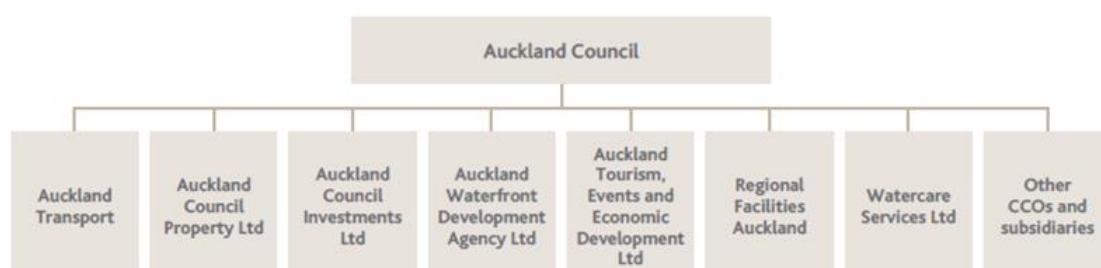 Auckland Council
Auckland
Transport
Auckland
Council
Property Ltd
Auckland
Council
Investments
Ltd
Auckland
Waterfront
Development
Agency Ltd
Auckland
Tourism,
Events and
Economic
Development
Ltd
Regional
Facilities
Auckland
Watercare
Services Ltd
Other
CCOs and
subsidiaries